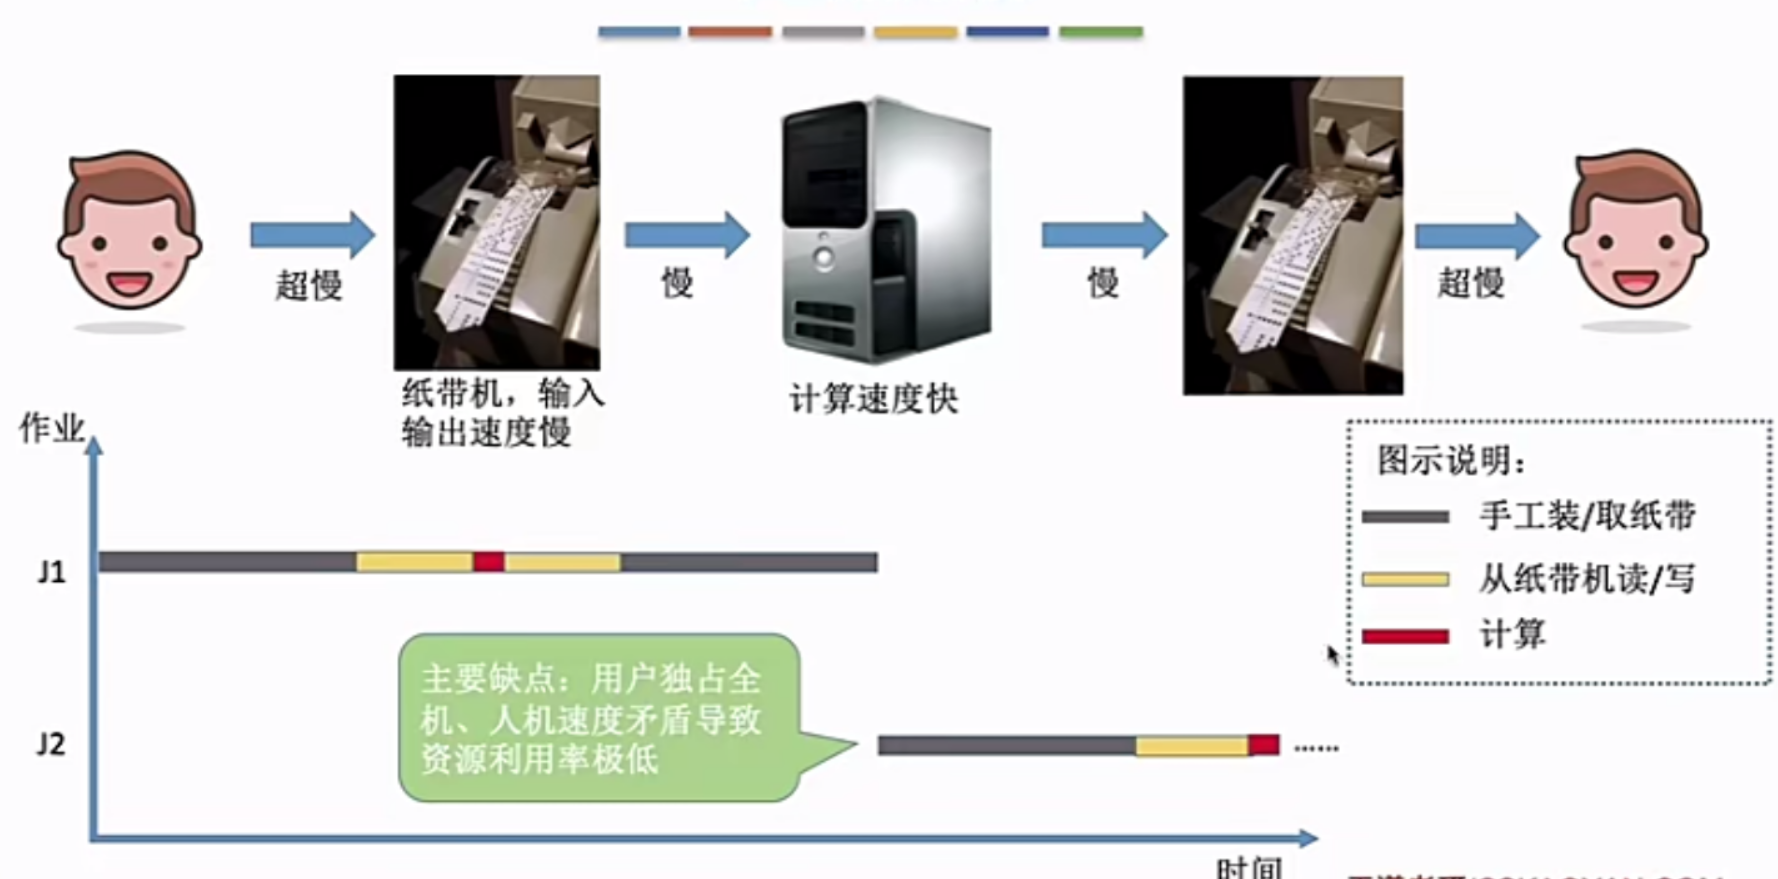 超慢
慢
慢
超慢
纸带机，输入
输出速度慢
计算速度快
作业
图示说明：
手工装/取纸带
从纸带机读/写
计算
J1
主要缺点：用户独占全
机、人机速度矛盾导致
资源利用率极低
J2
......
时间